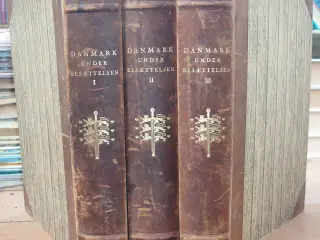 DANMARK
UNDER
BESÆTTELSEN
I
DANMARK
UNDER
BESÆTTELSEN
II
DANMARK
UNDER
BESÆTTELSEN
III